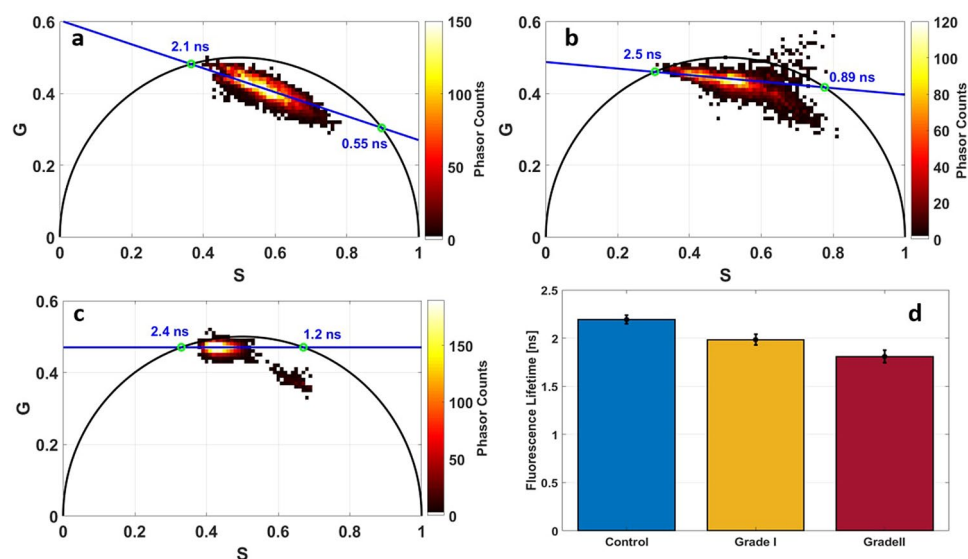 a
0.6
0.4
0.2
0
G
0
0.2
0.4
0.6
0.8
1
S
2.1 ns
0.55 ns
150
100
50
0
Phasor Counts
b
0.6
0.4
0.2
0
G
0
0.2
0.4
0.6
0.8
1
S
2.5 ns
0.89 ns
120
100
80
60
40
20
0
Phasor Counts
c
0.6
0.4
0.2
0
G
0
0.2
0.4
0.6
0.8
1
S
2.4 ns
1.2 ns
150
100
50
0
Phasor Counts
d
2.5
2
1.5
1
0.5
0
Fluorescence Lifetime [ns]
Control
Grade I
GradeII